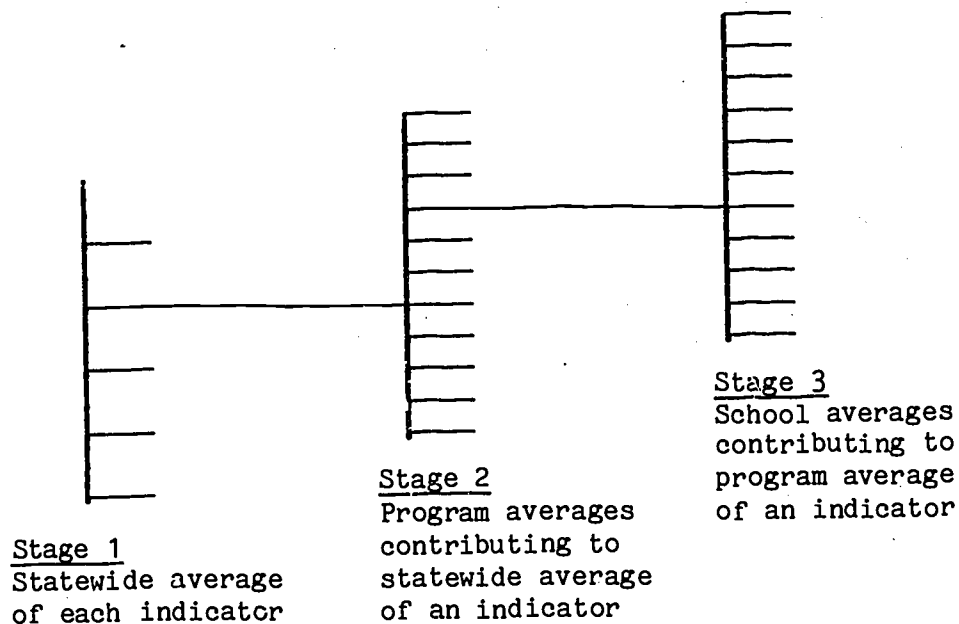 Stage 1
Statewide average
of each indicator
Stage 2
Program averages
contributing to
statewide average
of an indicator
Stage 3
School averages
contributing to
program average
of an indicator